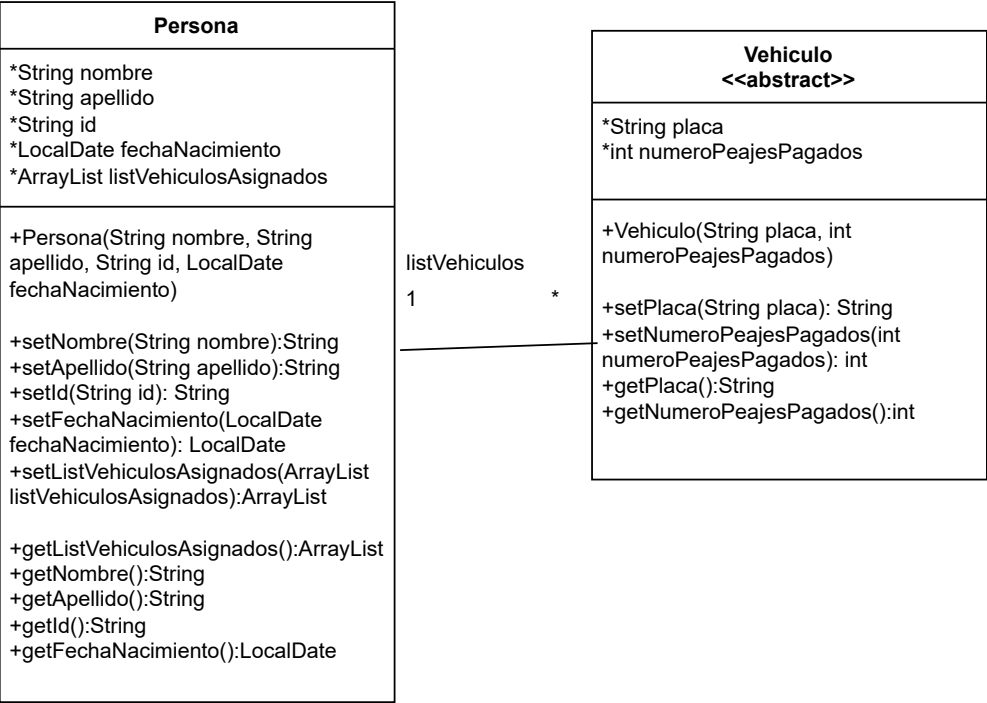 Persona
*String nombre
*String apellido
*String id
*LocalDate fechaNacimiento
*ArrayList listVehiculosAsignados
+Persona(String nombre, String
apellido, String id, LocalDate
fechaNacimiento)
+setNombre(String nombre):String
+setApellido(String apellido):String
+setId(String id): String
+setFechaNacimiento(LocalDate
fechaNacimiento): LocalDate
+setListVehiculosAsignados(ArrayList
listVehiculosAsignados):ArrayList
+getListVehiculosAsignados():ArrayList
+getNombre():String
+getApellido():String
+getId():String
+getFechaNacimiento():LocalDate
listVehiculos
1 *
Vehiculo
<<abstract>>
*String placa
*int numeroPeajesPagados
+Vehiculo(String placa, int
numeroPeajesPagados)
+setPlaca(String placa): String
+setNumeroPeajesPagados(int
numeroPeajesPagados): int
+getPlaca():String
+getNumeroPeajesPagados():int